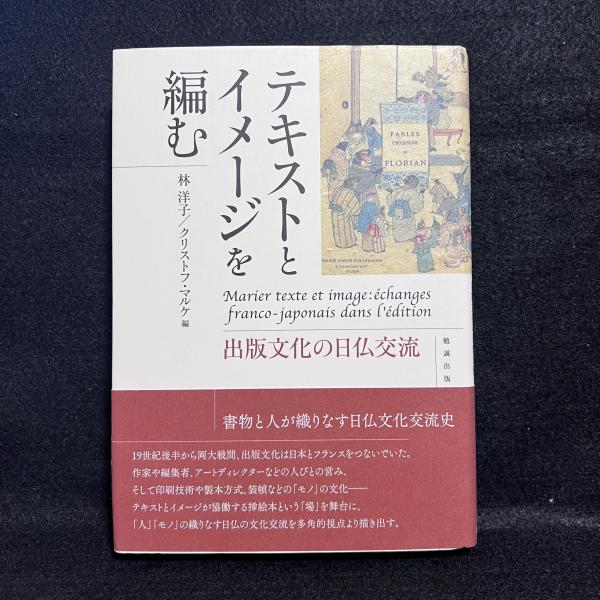 テキストと
イメージを
編む
林 洋子／クリストフ・マルケ 編
FABLES
CHOISIES
DE
FLORIAN
Marier texte et image:échanges
franco-japonais dans l'édition
出版文化の日仏交流
勉誠出版
書物と人が織りなす日仏文化交流史
19世紀後半から両大戦間、出版文化は日本とフランスをつないでいた。
作家や編集者、アートディレクターなどの人びとの営み、
そして印刷技術や製本方式、装幀などの「モノ」の文化――
テキストとイメージが協働する挿絵本という「場」を舞台に、
「人」「モノ」の織りなす日仏の文化交流を多角的視点より描き出す。